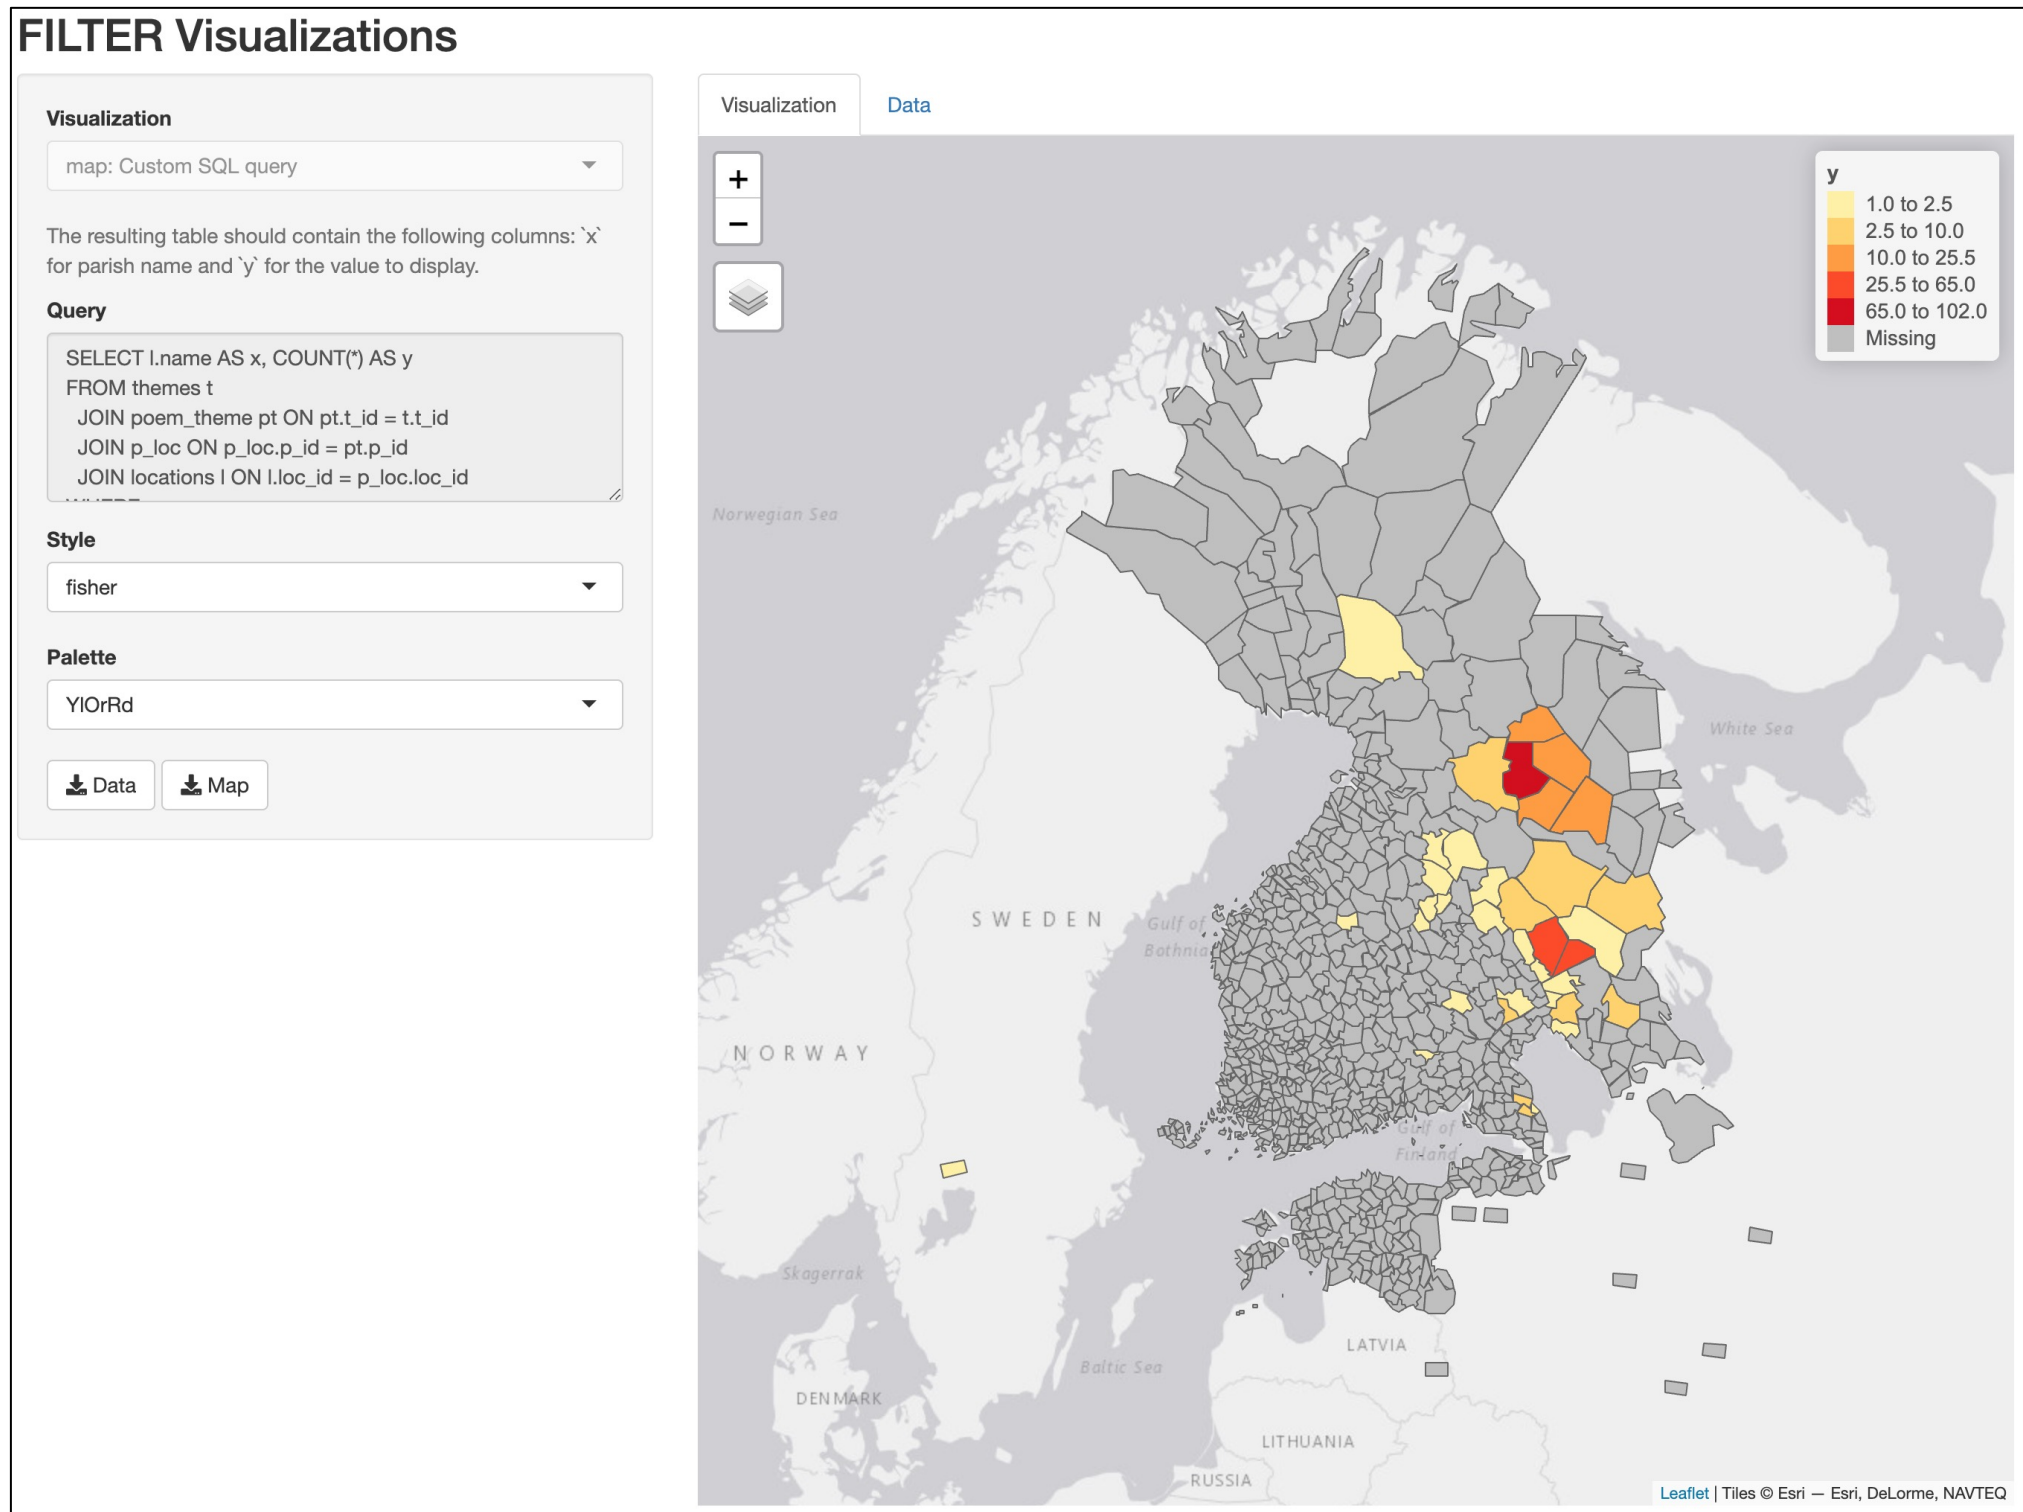 FILTER Visualizations
Visualization
map: Custom SQL query
The resulting table should contain the following columns: `x`
for parish name and `y` for the value to display.
Query
SELECT l.name AS x, COUNT(*) AS y
FROM themes t
JOIN poem_theme pt ON pt.t_id = t.t_id
JOIN p_loc ON p_loc.p_id = pt.p_id
JOIN locations l ON l.loc_id = p_loc.loc_id
Style
fisher
Palette
YlOrRd
Data
Map
Visualization
Data
+
−
y
1.0 to 2.5
2.5 to 10.0
10.0 to 25.5
25.5 to 65.0
65.0 to 102.0
Missing
Norwegian Sea
White Sea
SWEDEN
Gulf of
Bothnia
NORWAY
Gulf of
Finland
Skagerrak
LATVIA
Baltic Sea
DENMARK
LITHUANIA
RUSSIA
Leaflet | Tiles © Esri — Esri, DeLorme, NAVTEQ